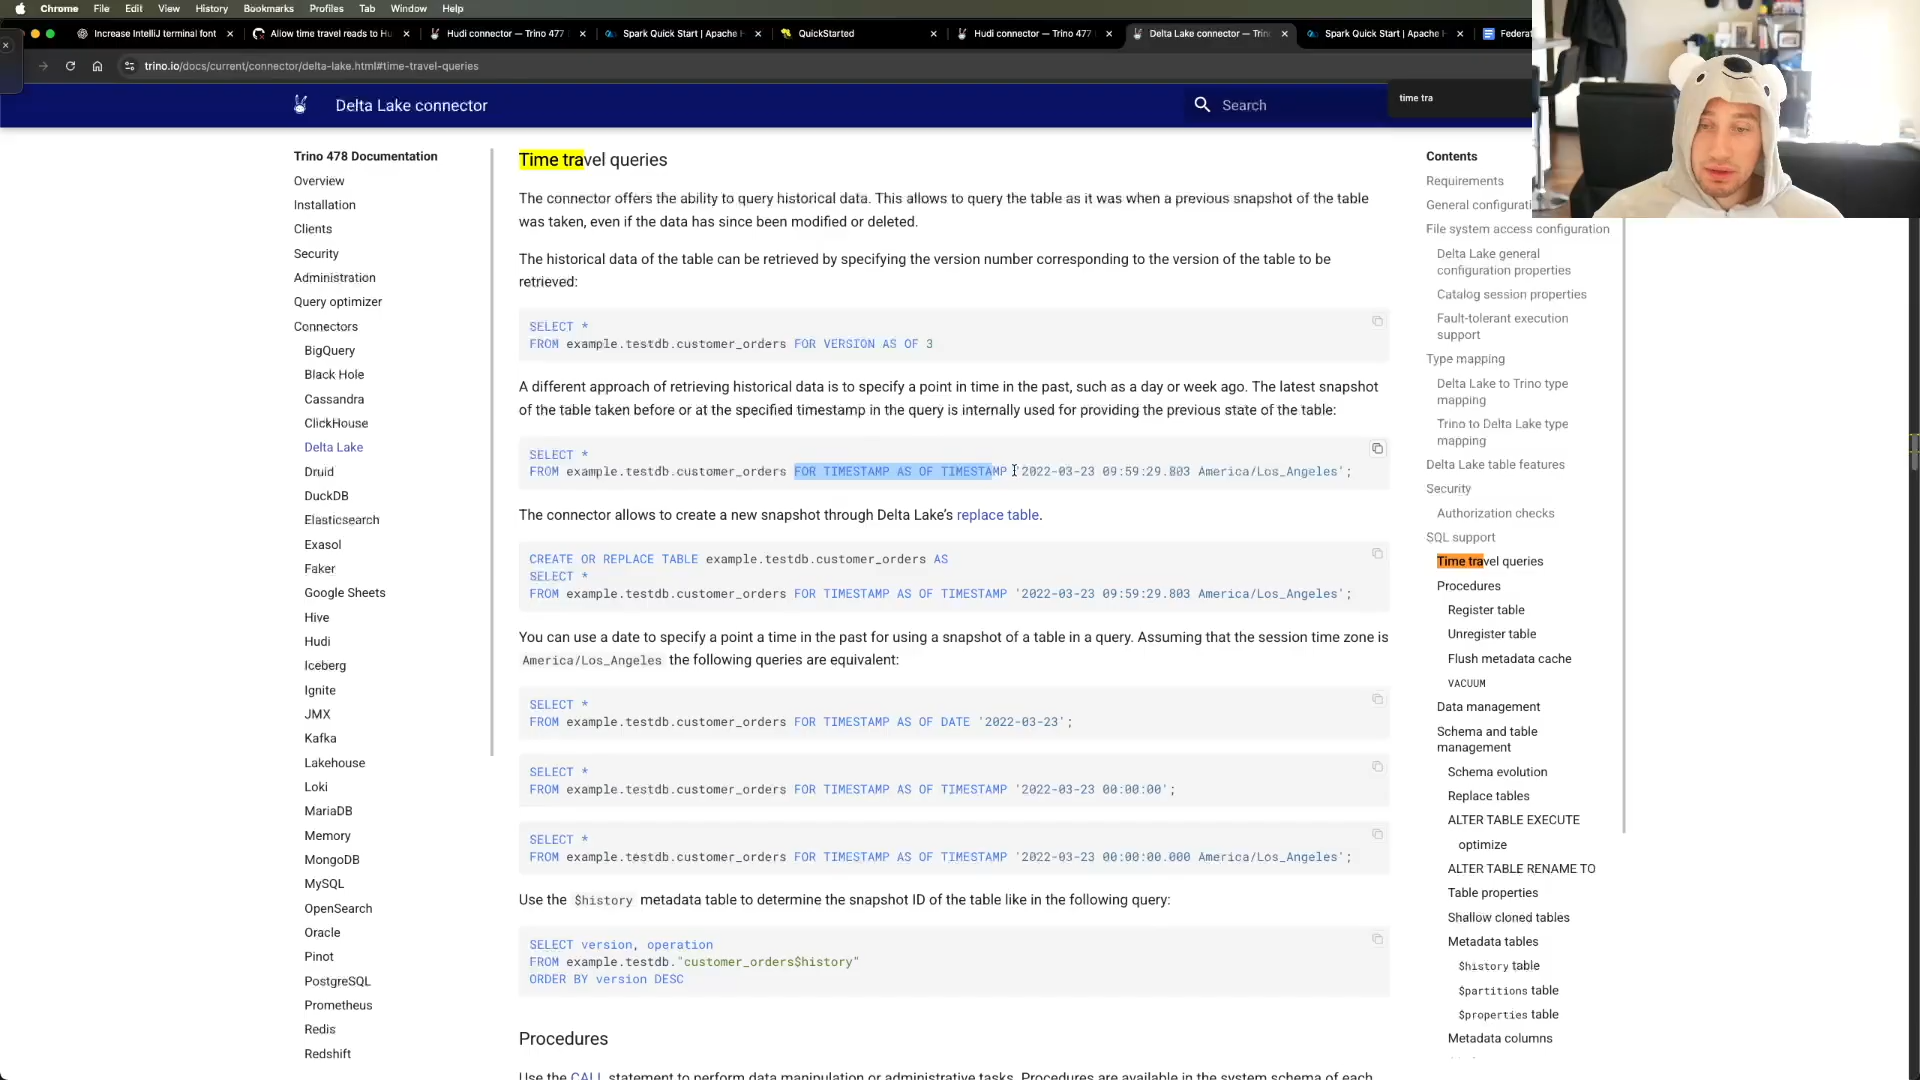 Chrome File Edit View History Bookmarks Profiles Tab Window Help
Increase IntelliJ terminal font
Allow time travel reads to Hu
Hudi connector — Trino 477
Spark Quick Start | Apache H
QuickStarted
Hudi connector — Trino 477
Delta Lake connector — Trino
Spark Quick Start | Apache H
Federat
trino.io/docs/current/connector/delta-lake.html#time-travel-queries
time tra
Delta Lake connector
Search
Trino 478 Documentation
Overview
Installation
Clients
Security
Administration
Query optimizer
Connectors
BigQuery
Black Hole
Cassandra
ClickHouse
Delta Lake
Druid
DuckDB
Elasticsearch
Exasol
Faker
Google Sheets
Hive
Hudi
Iceberg
Ignite
JMX
Kafka
Lakehouse
Loki
MariaDB
Memory
MongoDB
MySQL
OpenSearch
Oracle
Pinot
PostgreSQL
Prometheus
Redis
Redshift
Time travel queries
The connector offers the ability to query historical data. This allows to query the table as it was when a previous snapshot of the table
was taken, even if the data has since been modified or deleted.
The historical data of the table can be retrieved by specifying the version number corresponding to the version of the table to be
retrieved:
SELECT *
FROM example.testdb.customer_orders FOR VERSION AS OF 3
A different approach of retrieving historical data is to specify a point in time in the past, such as a day or week ago. The latest snapshot
of the table taken before or at the specified timestamp in the query is internally used for providing the previous state of the table:
SELECT *
FROM example.testdb.customer_orders FOR TIMESTAMP AS OF TIMESTAMP '2022-03-23 09:59:29.803 America/Los_Angeles';
The connector allows to create a new snapshot through Delta Lake's replace table.
CREATE OR REPLACE TABLE example.testdb.customer_orders AS
SELECT *
FROM example.testdb.customer_orders FOR TIMESTAMP AS OF TIMESTAMP '2022-03-23 09:59:29.803 America/Los_Angeles';
You can use a date to specify a point a time in the past for using a snapshot of a table in a query. Assuming that the session time zone is
America/Los_Angeles the following queries are equivalent:
SELECT *
FROM example.testdb.customer_orders FOR TIMESTAMP AS OF DATE '2022-03-23';
SELECT *
FROM example.testdb.customer_orders FOR TIMESTAMP AS OF TIMESTAMP '2022-03-23 00:00:00';
SELECT *
FROM example.testdb.customer_orders FOR TIMESTAMP AS OF TIMESTAMP '2022-03-23 00:00:00.000 America/Los_Angeles';
Use the $history metadata table to determine the snapshot ID of the table like in the following query:
SELECT version, operation
FROM example.testdb."customer_orders$history"
ORDER BY version DESC
Procedures
Use the CALL statement to perform data manipulation or administrative tasks. Procedures are available in the system schema of each
Contents
Requirements
General configurati
File system access configuration
Delta Lake general
configuration properties
Catalog session properties
Fault-tolerant execution
support
Type mapping
Delta Lake to Trino type
mapping
Trino to Delta Lake type
mapping
Delta Lake table features
Security
Authorization checks
SQL support
Time travel queries
Procedures
Register table
Unregister table
Flush metadata cache
VACUUM
Data management
Schema and table
management
Schema evolution
Replace tables
ALTER TABLE EXECUTE
optimize
ALTER TABLE RENAME TO
Table properties
Shallow cloned tables
Metadata tables
$history table
$partitions table
$properties table
Metadata columns